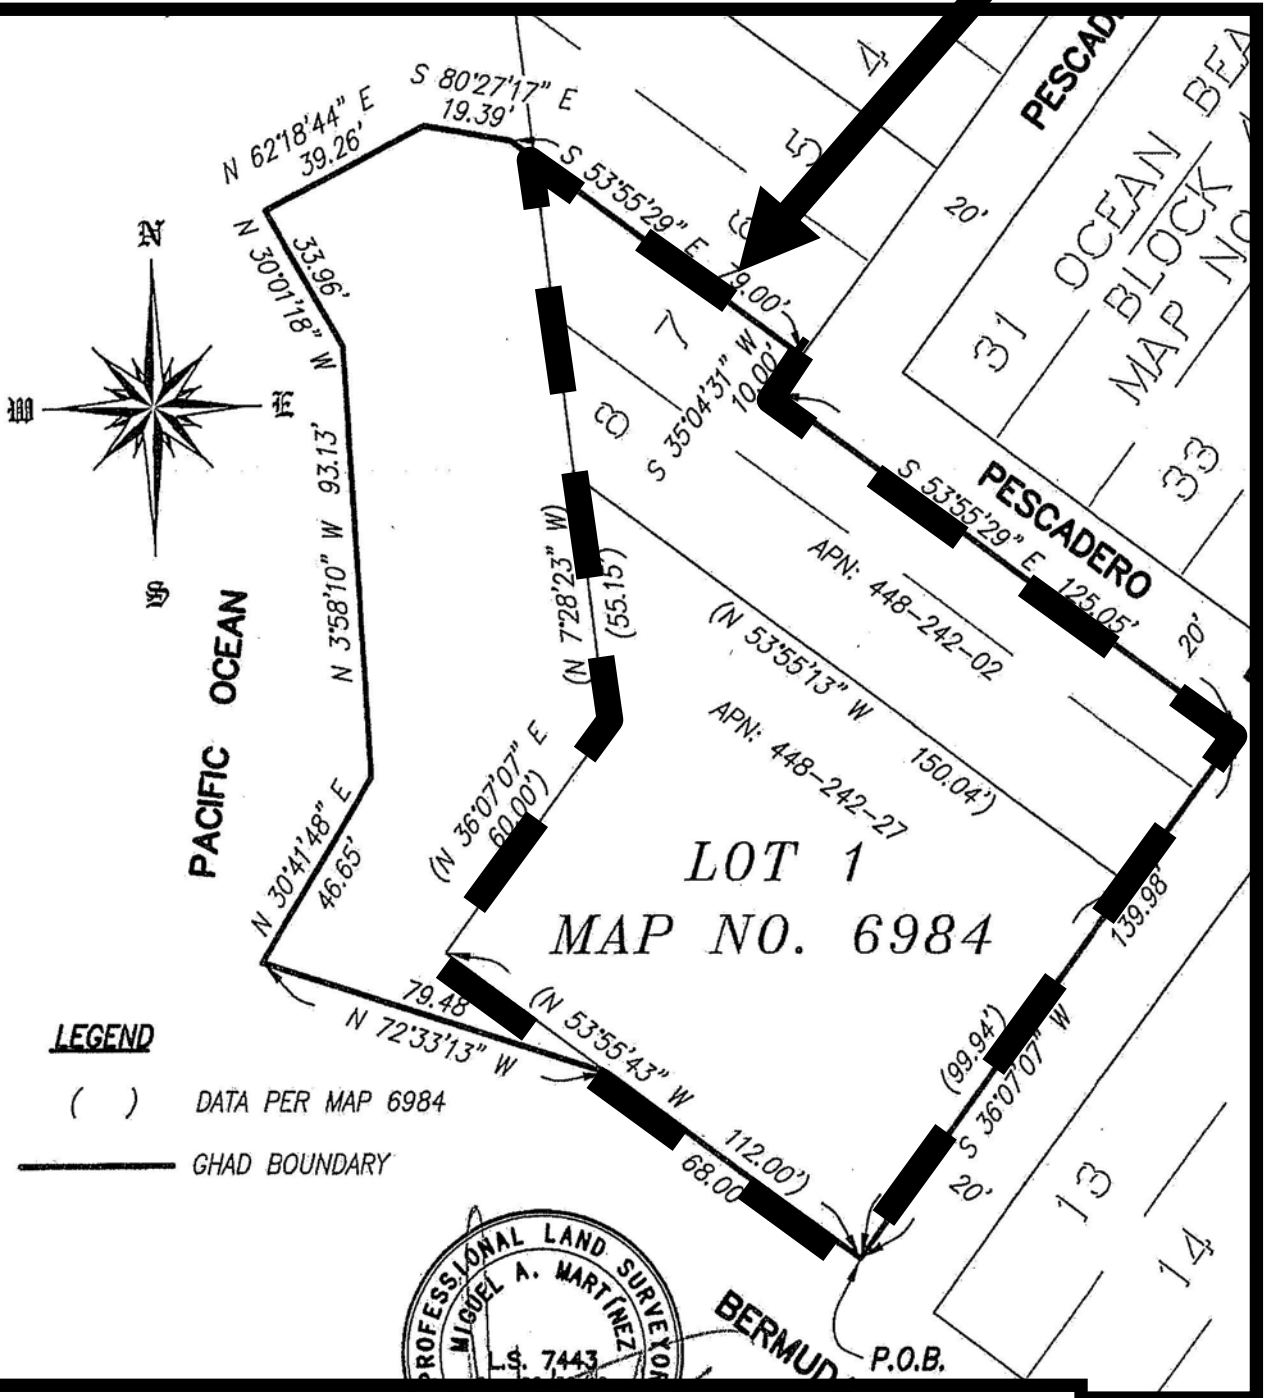 S 80°27'17" E
19.39'
N 62°18'44" E
39.26'
S 53°55'29" E
79.00'
N 30°01'18" W
33.96'
4
5
6
7
8
PESCAD
20'
31
OCEAN BEA
BLOCK
MAP NO
33
N
W
E
S
S 35°04'31" W
10.00'
N 3°58'10" W 93.13'
(N 7°28'23" W)
(55.15')
S 53°55'29" E 125.05'
PESCADERO
20'
APN: 448-242-02
(N 53°55'13" W 150.04')
APN: 448-242-27
PACIFIC OCEAN
(N 36°07'07" E
60.00')
N 30°41'48" E
46.65'
LOT 1
MAP NO. 6984
139.98'
(99.94')
S 36°07'07" W
20'
79.48
N 72°33'13" W
(N 53°55'43" W
112.00')
68.00
13
14
LEGEND
( ) DATA PER MAP 6984
GHAD BOUNDARY
PROFESSIONAL LAND SURVEYOR
MIGUEL A. MARTÍNEZ
L.S. 7443
BERMUD
P.O.B.